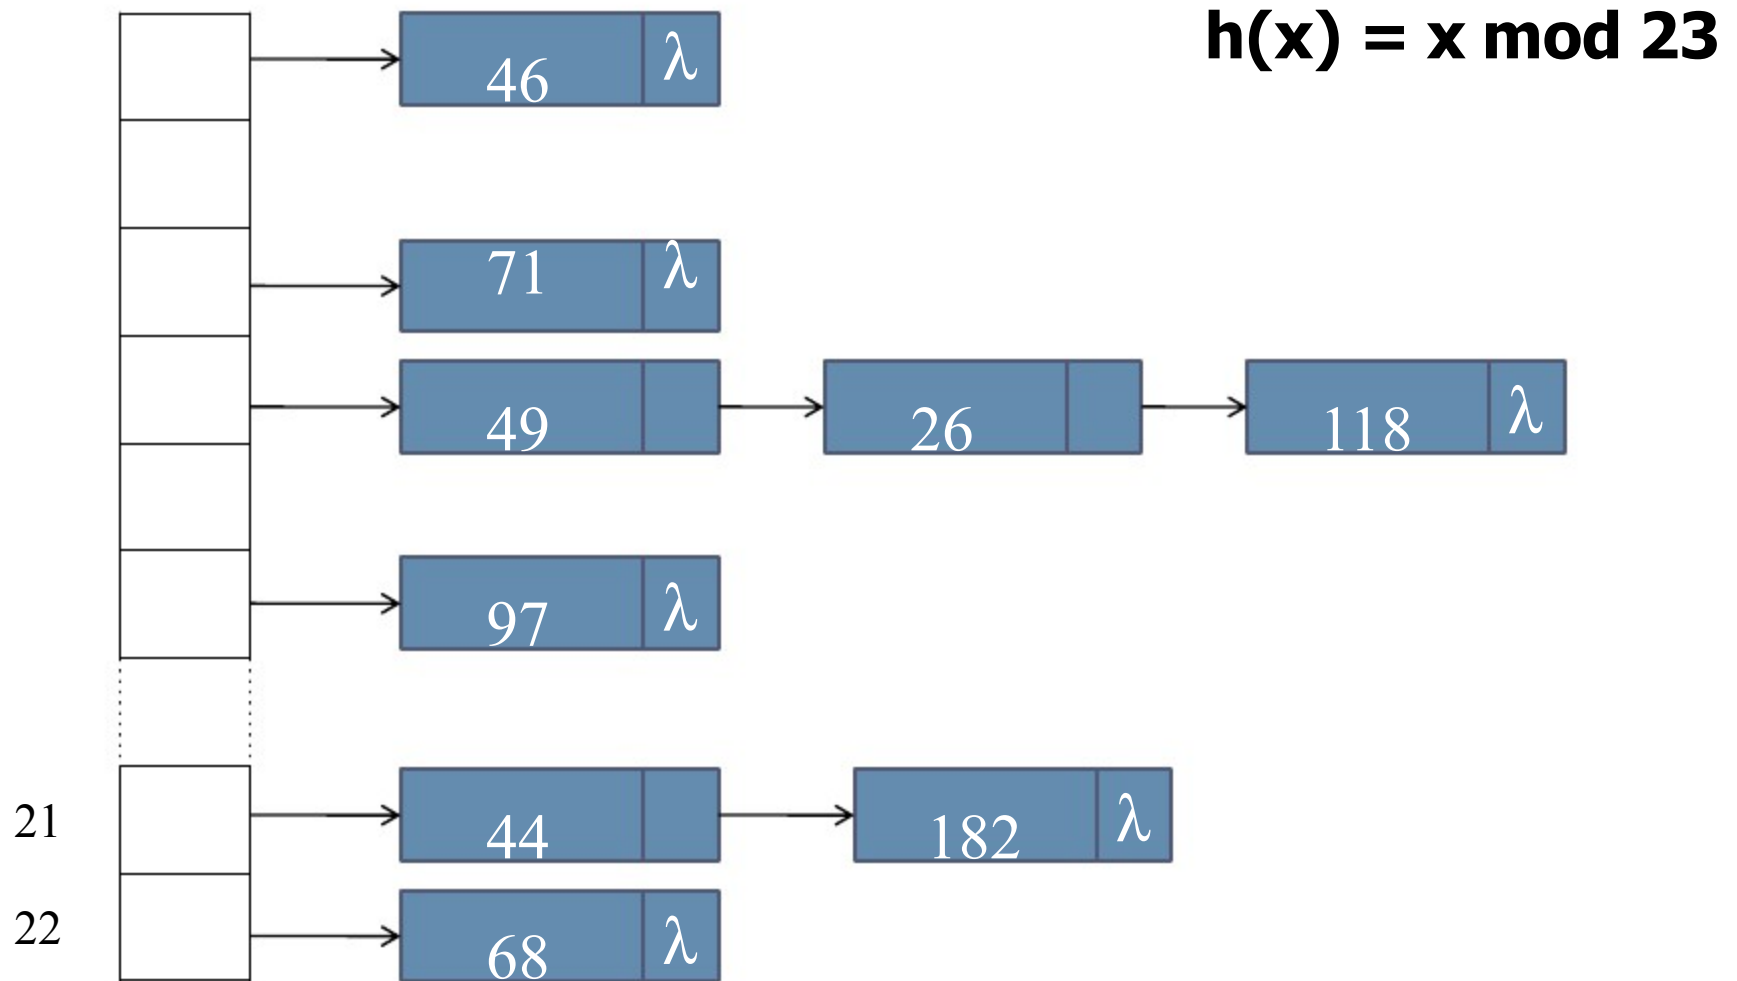 h(x) = x mod 23
46 λ
71 λ
49 26 118 λ
97 λ
21 44 182 λ
22 68 λ